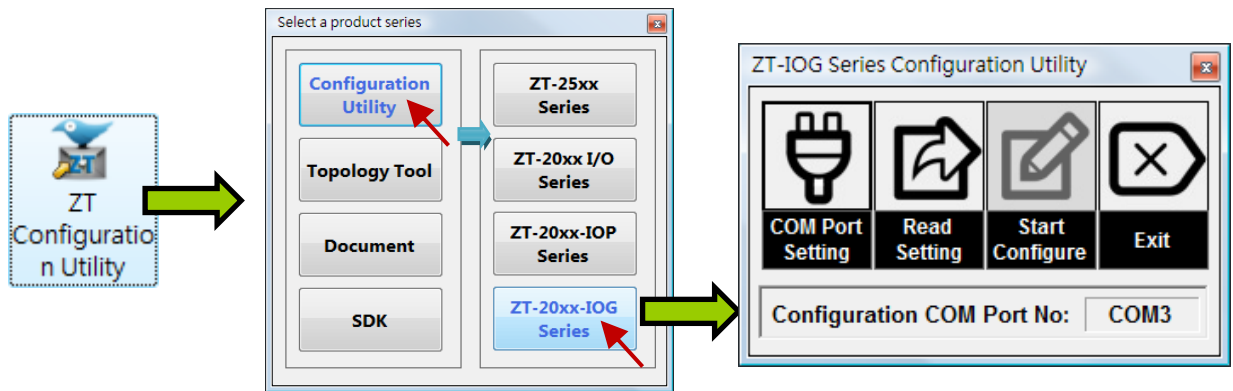 Z-T
ZT
Configuratio
n Utility
Select a product series
Configuration
Utility
Topology Tool
Document
SDK
ZT-25xx
Series
ZT-20xx I/O
Series
ZT-20xx-IOP
Series
ZT-20xx-IOG
Series
ZT-IOG Series Configuration Utility
COM Port
Setting
Read
Setting
Start
Configure
Exit
Configuration COM Port No: COM3